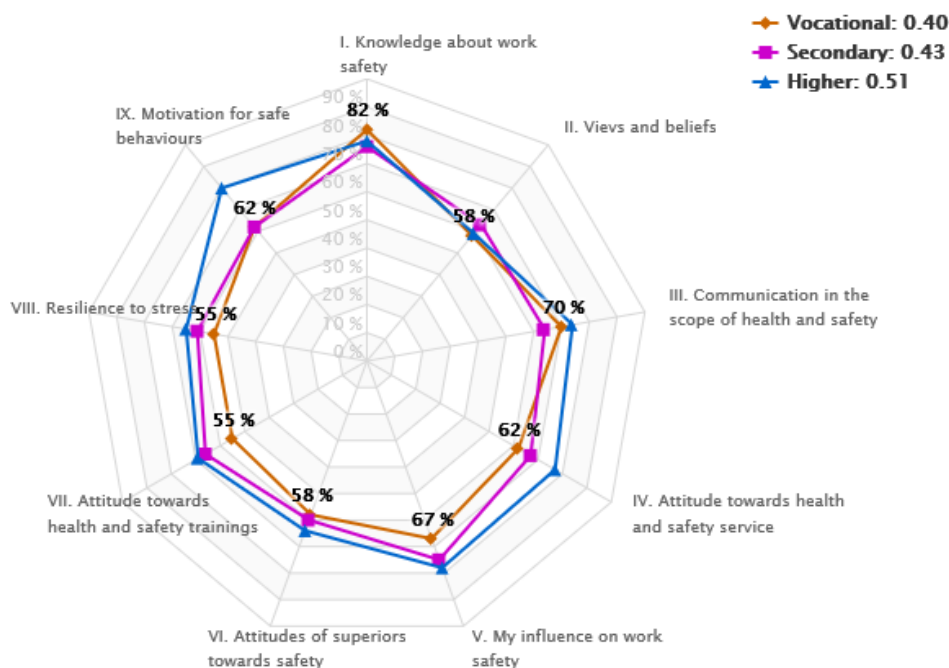 Vocational: 0.40
Secondary: 0.43
Higher: 0.51
I. Knowledge about work
safety
90 %
82 %
80 %
70 %
60 %
50 %
40 %
30 %
20 %
10 %
0 %
II. Vievs and beliefs
58 %
III. Communication in the
scope of health and safety
70 %
IV. Attitude towards health
and safety service
62 %
V. My influence on work
safety
67 %
VI. Attitudes of superiors
towards safety
58 %
VII. Attitude towards
health and safety trainings
55 %
VIII. Resilience to stress
55 %
IX. Motivation for safe
behaviours
62 %